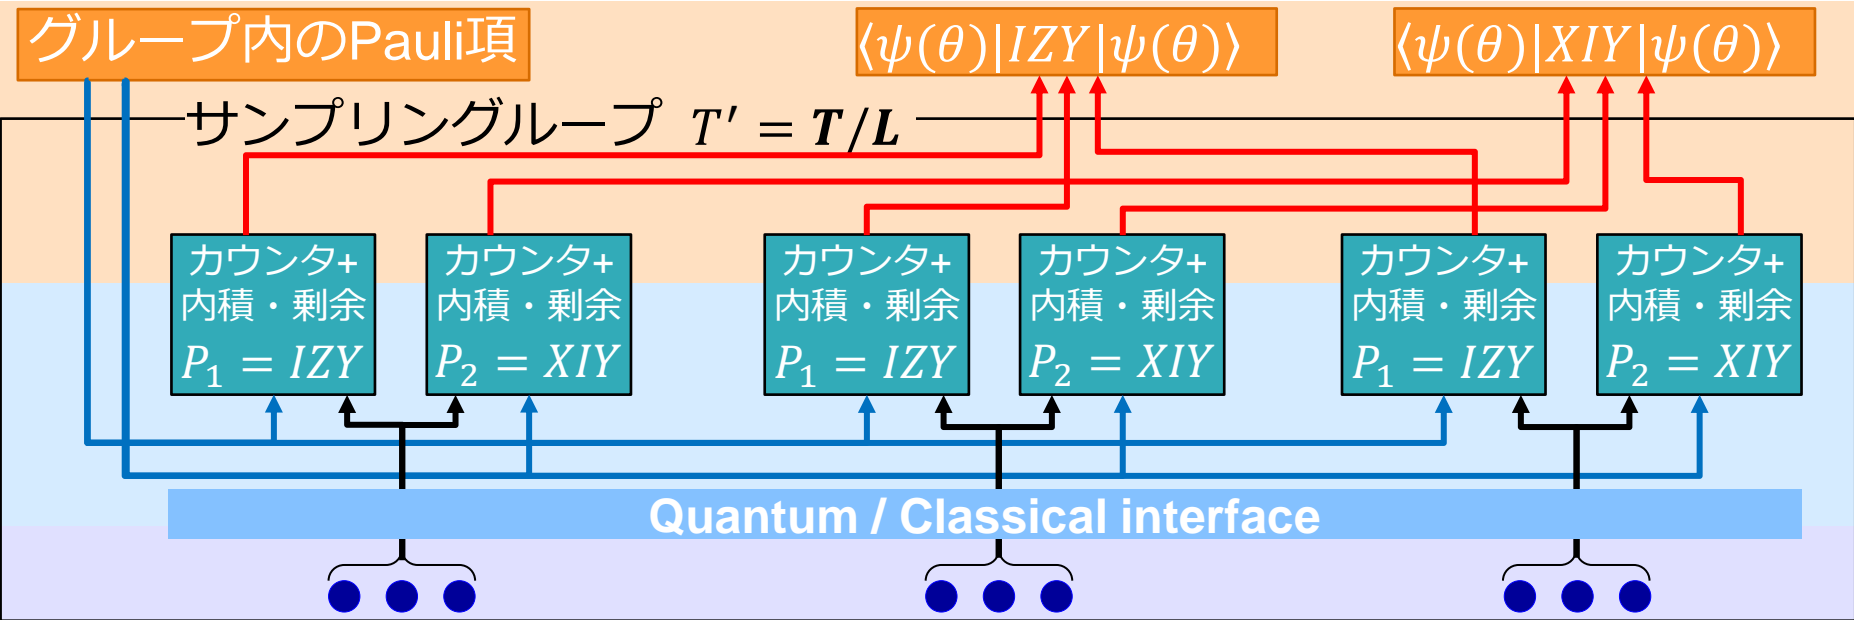 グループ内のPauli項
⟨ψ(θ)|IZY|ψ(θ)⟩
⟨ψ(θ)|XIY|ψ(θ)⟩
サンプリングループ T′ = T/L
カウンタ+
内積・剰余
P₁ = IZY
カウンタ+
内積・剰余
P₂ = XIY
カウンタ+
内積・剰余
P₁ = IZY
カウンタ+
内積・剰余
P₂ = XIY
カウンタ+
内積・剰余
P₁ = IZY
カウンタ+
内積・剰余
P₂ = XIY
Quantum / Classical interface